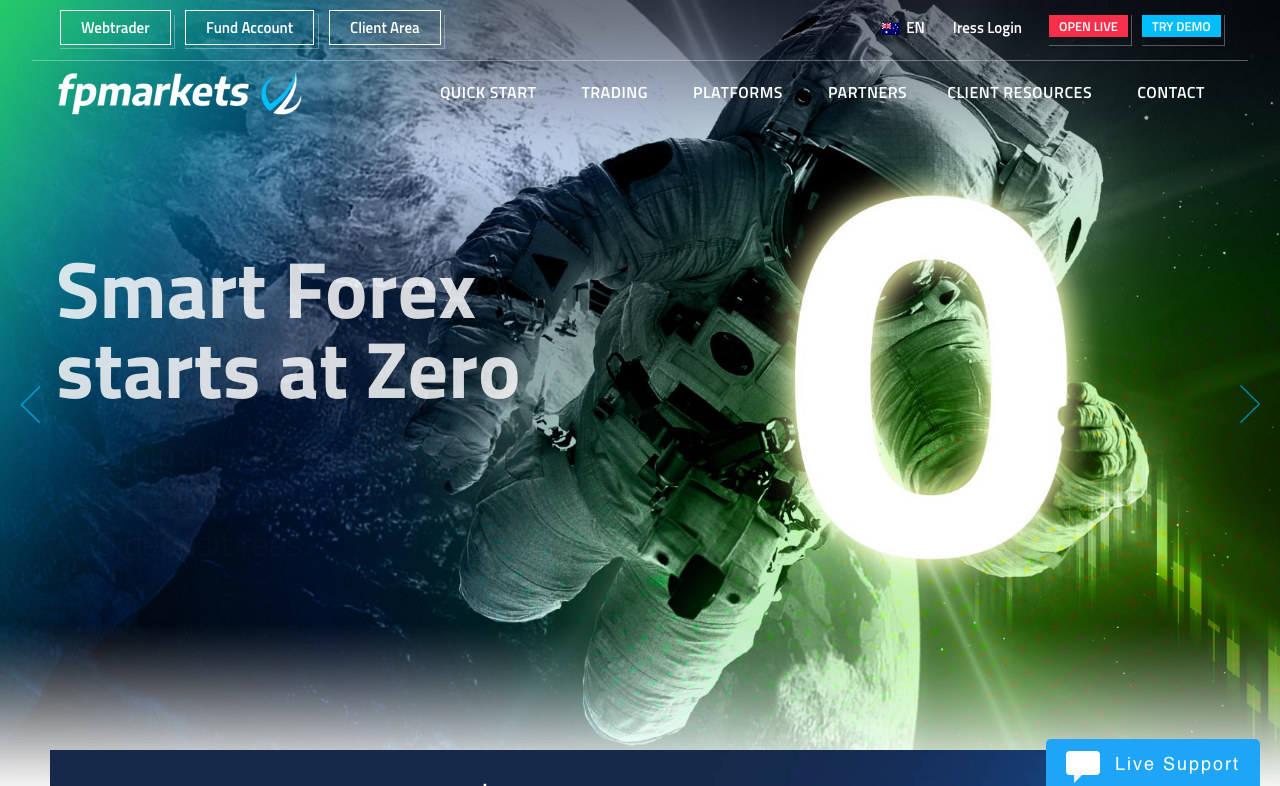 Webtrader
Fund Account
Client Area
EN
Iress Login
OPEN LIVE
TRY DEMO
fpmarkets
QUICK START
TRADING
PLATFORMS
PARTNERS
CLIENT RESOURCES
CONTACT
Smart Forex
starts at Zero
0
Live Support